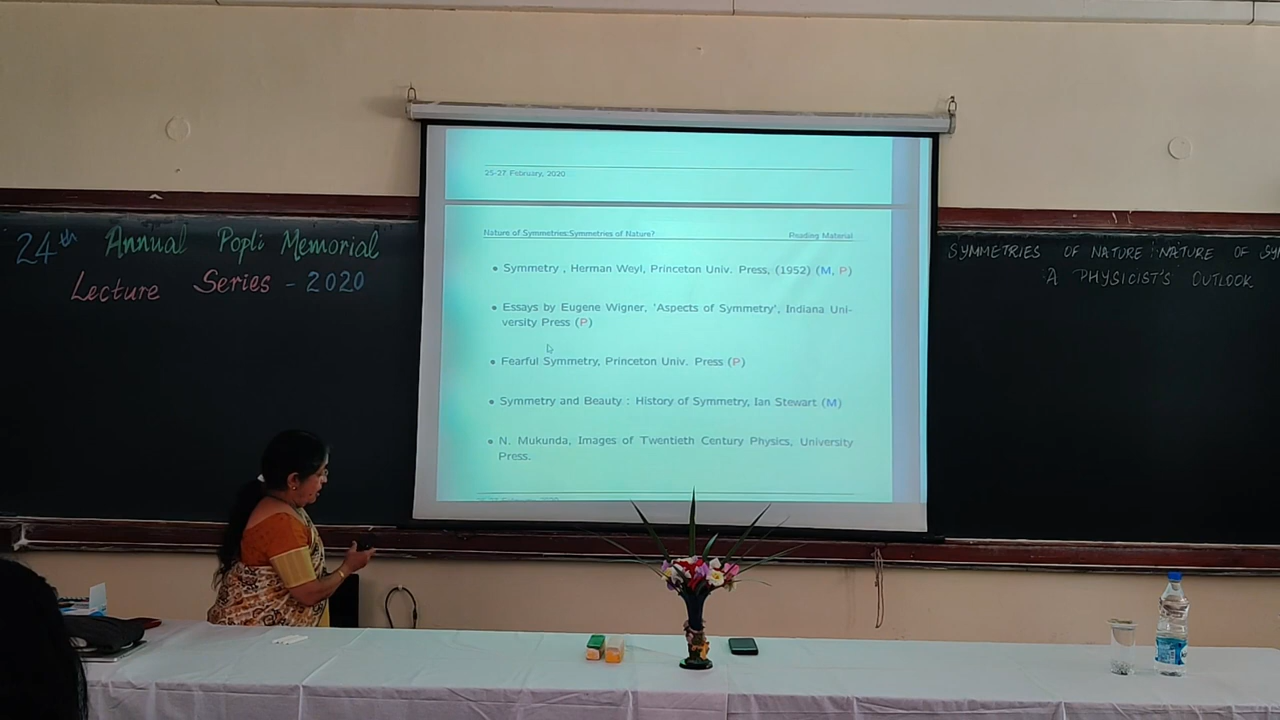 24th Annual Popli Memorial
Lecture Series - 2020
25-27 February, 2020
Nature of Symmetries:Symmetries of Nature? Reading Material
• Symmetry , Herman Weyl, Princeton Univ. Press, (1952) (M, P)
• Essays by Eugene Wigner, 'Aspects of Symmetry', Indiana Uni-
versity Press (P)
• Fearful Symmetry, Princeton Univ. Press (P)
• Symmetry and Beauty : History of Symmetry, Ian Stewart (M)
• N. Mukunda, Images of Twentieth Century Physics, University
Press.
SYMMETRIES OF NATURE : NATURE OF SY
A PHYSICIST'S OUTLOOK